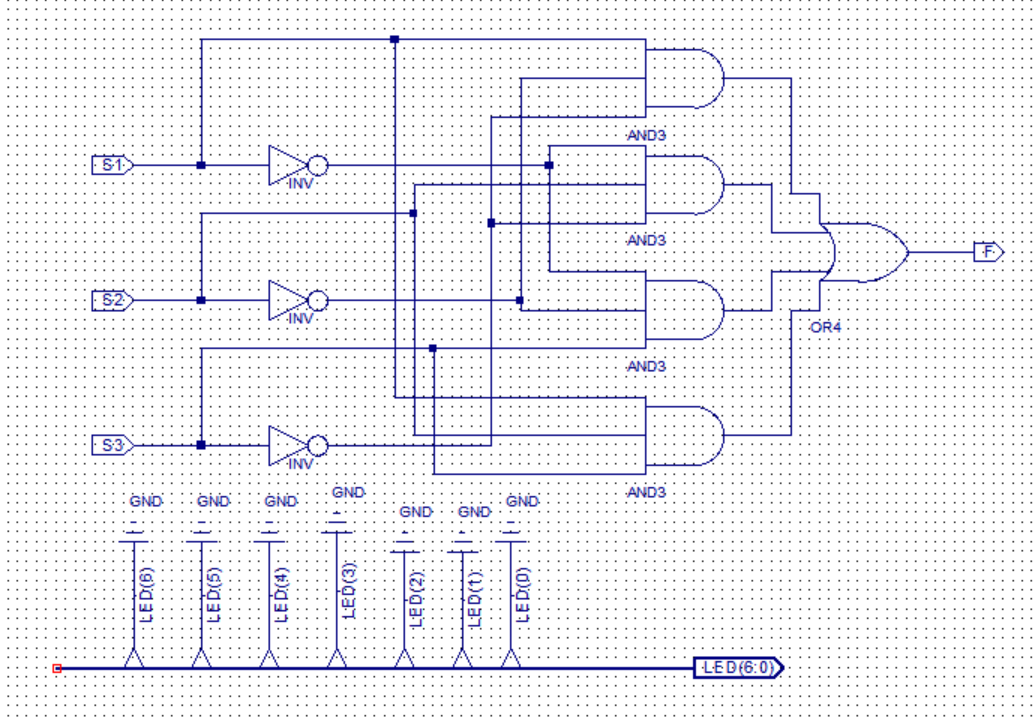 AND3
S1
INV
AND3
F
S2
INV
OR4
AND3
S3
INV
AND3
GND
GND
GND
GND
GND
GND
GND
LED(6)
LED(5)
LED(4)
LED(3)
LED(2)
LED(1)
LED(0)
LED(6:0)